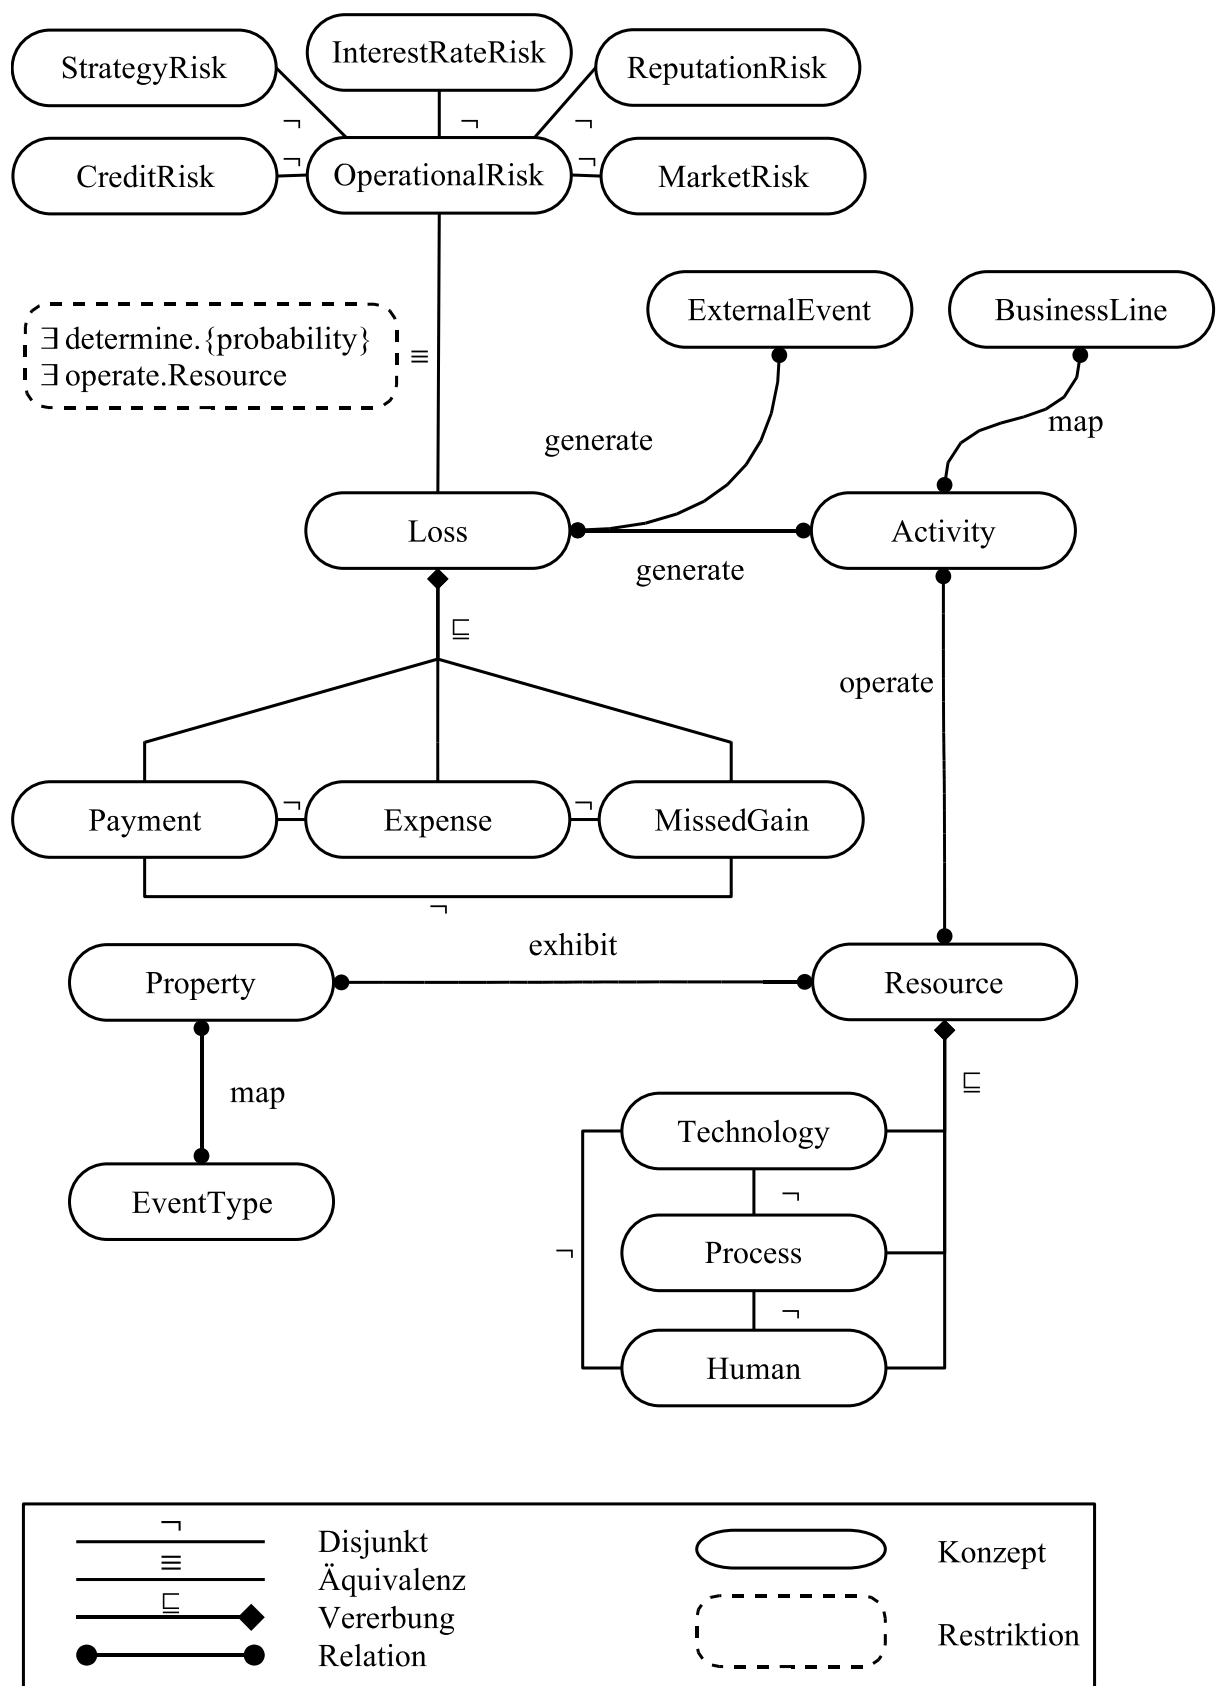 InterestRateRisk
StrategyRisk
ReputationRisk
¬
¬
¬
CreditRisk
¬
OperationalRisk
¬
MarketRisk
ExternalEvent
BusinessLine
∃ determine.{probability}
∃ operate.Resource
≡
generate
map
Loss
Activity
generate
⊑
operate
Payment
¬
Expense
¬
MissedGain
¬
exhibit
Property
Resource
map
⊑
Technology
¬
EventType
¬
Process
¬
Human
¬
Disjunkt
≡
Äquivalenz
⊑
Vererbung
Relation
Konzept
Restriktion